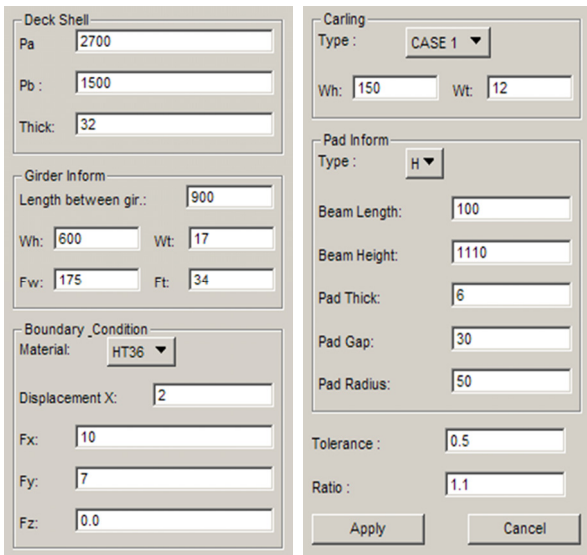 Deck Shell
Pa 2700
Pb : 1500
Thick: 32
Girder Inform
Length between gir.: 900
Wh: 600 Wt: 17
Fw: 175 Ft: 34
Boundary_Condition
Material: HT36
Displacement X: 2
Fx: 10
Fy: 7
Fz: 0.0
Carling
Type : CASE 1
Wh: 150 Wt: 12
Pad Inform
Type : H
Beam Length: 100
Beam Height: 1110
Pad Thick: 6
Pad Gap: 30
Pad Radius: 50
Tolerance : 0.5
Ratio : 1.1
Apply Cancel